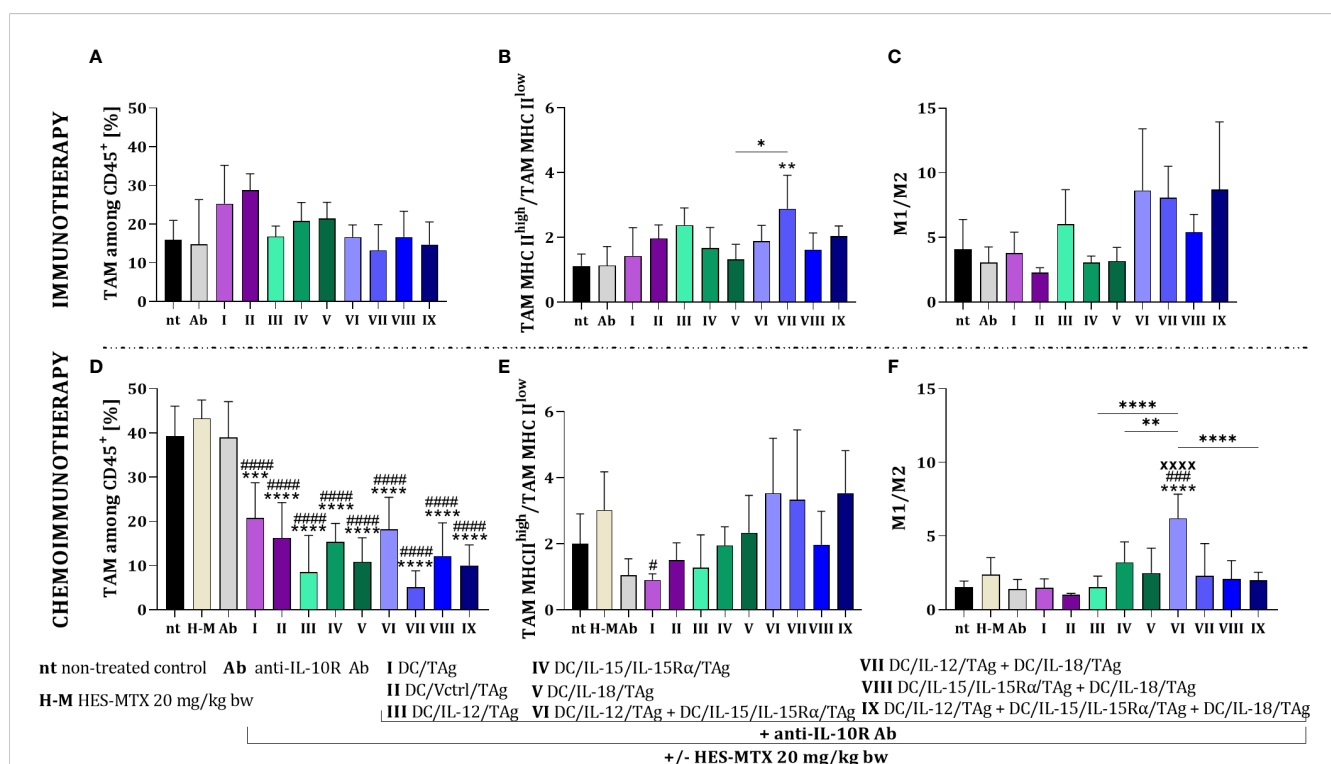 A
B
C
IMMUNOTHERAPY
TAM among CD45+ [%]
50
40
30
20
10
0
nt Ab I II III IV V VI VII VIII IX
TAM MHC IIhigh/TAM MHC IIlow
6
4
2
0
*
**
nt Ab I II III IV V VI VII VIII IX
M1/M2
15
10
5
0
nt Ab I II III IV V VI VII VIII IX
D
E
F
CHEMOIMMUNOTHERAPY
TAM among CD45+ [%]
50
40
30
20
10
0
####
***
####
****
####
****
####
****
####
****
####
****
####
****
####
****
####
****
nt H-M Ab I II III IV V VI VII VIII IX
TAM MHCIIhigh/TAM MHC IIlow
6
4
2
0
#
nt H-M Ab I II III IV V VI VII VIII IX
M1/M2
15
10
5
0
****
**
****
xxxx
###
****
nt H-M Ab I II III IV V VI VII VIII IX
nt non-treated control Ab anti-IL-10R Ab
H-M HES-MTX 20 mg/kg bw
I DC/TAg
II DC/Vctrl/TAg
III DC/IL-12/TAg
IV DC/IL-15/IL-15Rα/TAg
V DC/IL-18/TAg
VI DC/IL-12/TAg + DC/IL-15/IL-15Rα/TAg
VII DC/IL-12/TAg + DC/IL-18/TAg
VIII DC/IL-15/IL-15Rα/TAg + DC/IL-18/TAg
IX DC/IL-12/TAg + DC/IL-15/IL-15Rα/TAg + DC/IL-18/TAg
+ anti-IL-10R Ab
+/- HES-MTX 20 mg/kg bw